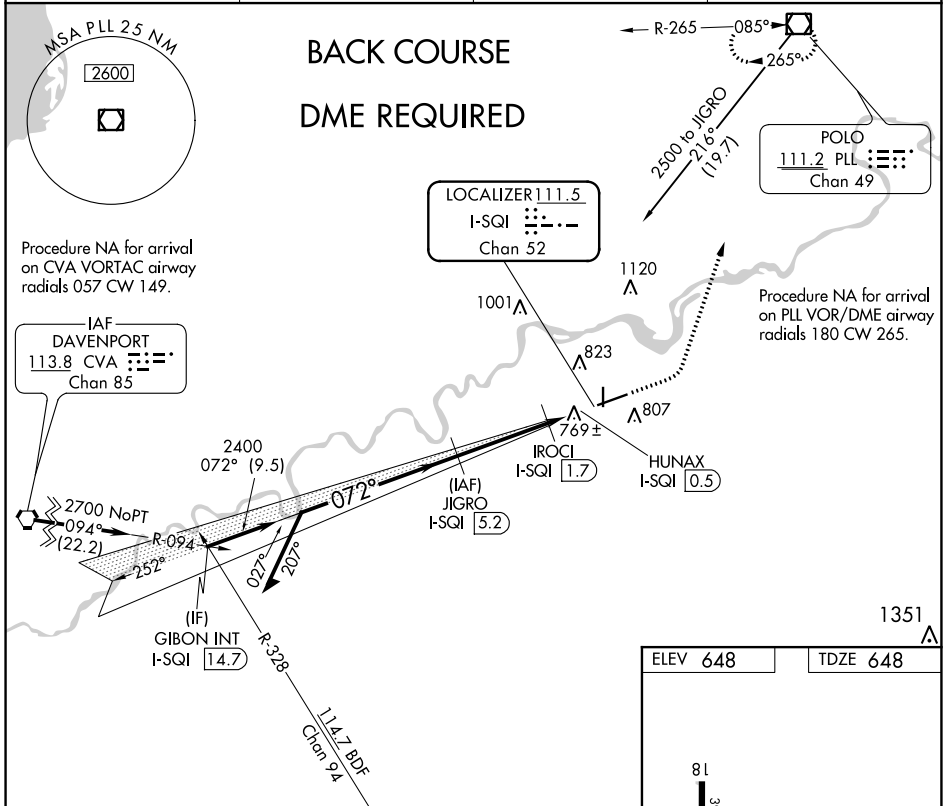 MSA PLL 25 NM
2600
BACK COURSE
DME REQUIRED
R-265
085°
265°
2500 to JIGRO
216°
(19.7)
POLO
111.2 PLL
Chan 49
LOCALIZER 111.5
I-SQI
Chan 52
Procedure NA for arrival
on CVA VORTAC airway
radials 057 CW 149.
1120
1001
Procedure NA for arrival
on PLL VOR/DME airway
radials 180 CW 265.
IAF
DAVENPORT
113.8 CVA
Chan 85
823
807
769±
IROCI
I-SQI 1.7
HUNAX
I-SQI 0.5
2400
072° (9.5)
072°
(IAF)
JIGRO
I-SQI 5.2
2700 NoPT
094°
(22.2)
R-094
252°
027°
207°
(IF)
GIBON INT
I-SQI 14.7
R-328
114.7 BDF
Chan 94
1351
ELEV 648
TDZE 648
18
3